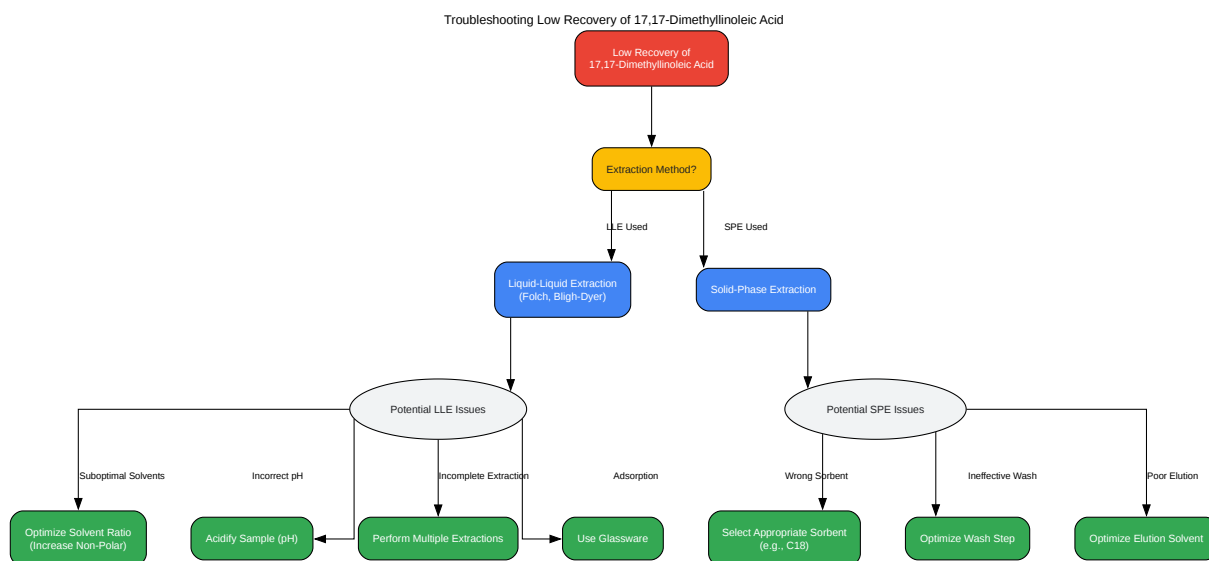 Troubleshooting Low Recovery of 17,17-Dimethyllinoleic Acid
Low Recovery of
17,17-Dimethyllinoleic Acid
Extraction Method?
LLE Used
SPE Used
Liquid-Liquid Extraction
(Folch, Bligh-Dyer)
Solid-Phase Extraction
Potential LLE Issues
Potential SPE Issues
Suboptimal Solvents
Incorrect pH
Incomplete Extraction
Adsorption
Wrong Sorbent
Ineffective Wash
Poor Elution
Optimize Solvent Ratio
(Increase Non-Polar)
Acidify Sample (pH)
Perform Multiple Extractions
Use Glassware
Select Appropriate Sorbent
(e.g., C18)
Optimize Wash Step
Optimize Elution Solvent